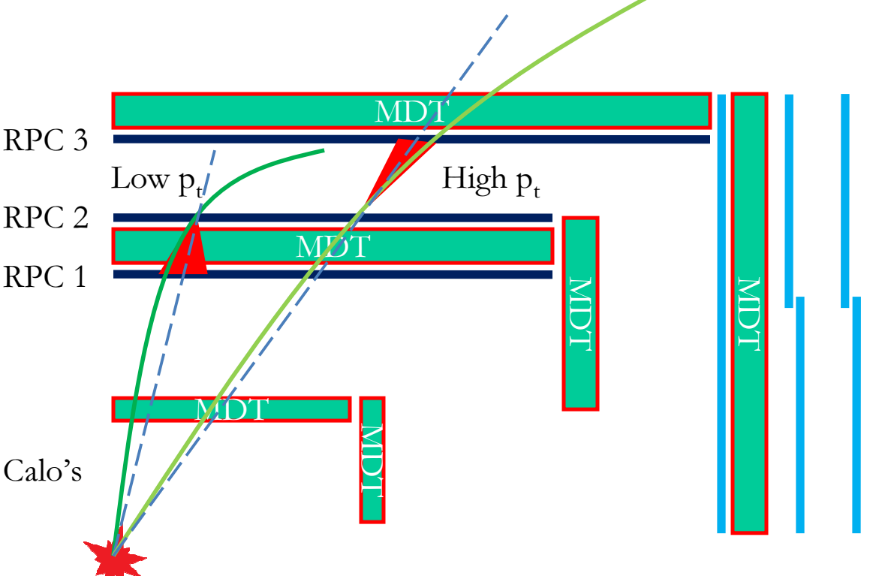 MDT
RPC 3
Low pt
High pt
RPC 2
MDT
RPC 1
MDT
MDT
MDT
MDT
Calo's